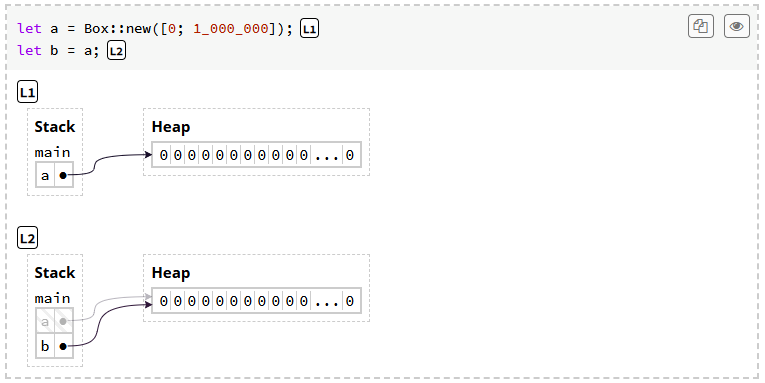 let a = Box::new([0; 1_000_000]); L1
let b = a; L2
L1
Stack Heap
main
0 0 0 0 0 0 0 0 0 0 0 ... 0
a
L2
Stack Heap
main
0 0 0 0 0 0 0 0 0 0 0 ... 0
a
b